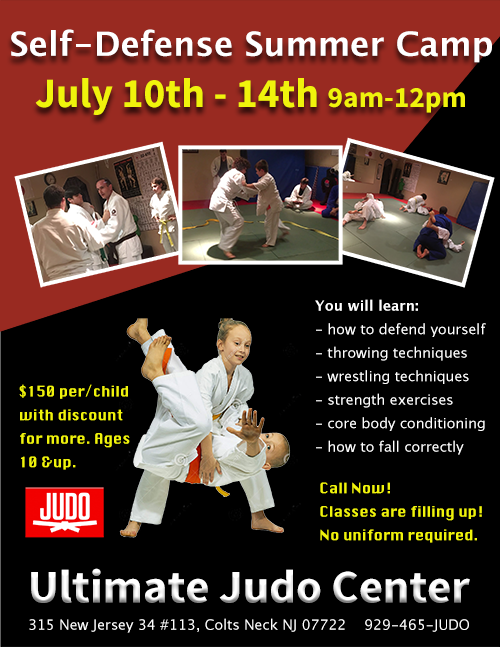 Self-Defense Summer Camp
July 10th - 14th 9am-12pm
You will learn:
- how to defend yourself
- throwing techniques
- wrestling techniques
- strength exercises
- core body conditioning
- how to fall correctly
$150 per/child
with discount
for more. Ages
10 &up.
JUDO
Call Now!
Classes are filling up!
No uniform required.
Ultimate Judo Center
315 New Jersey 34 #113, Colts Neck NJ 07722 929-465-JUDO